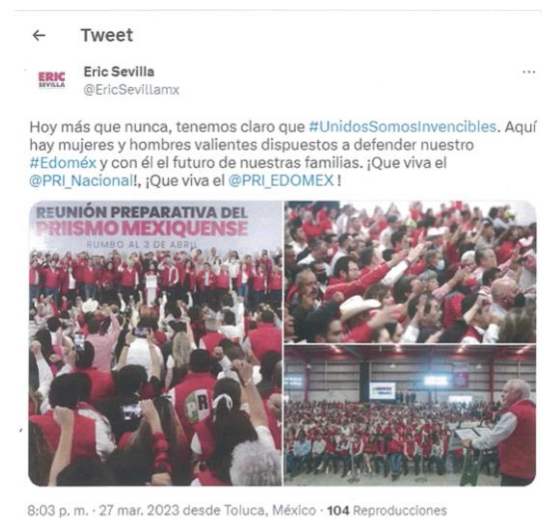 ← Tweet
ERIC
SEVILLA
Eric Sevilla
@EricSevillamx
Hoy más que nunca, tenemos claro que #UnidosSomosInvencibles. Aquí
hay mujeres y hombres valientes dispuestos a defender nuestro
#Edoméx y con él el futuro de nuestras familias. ¡Que viva el
@PRI_Nacional!, ¡Que viva el @PRI_EDOMEX !
REUNIÓN PREPARATIVA DEL
PRIISMO MEXIQUENSE
RUMBO AL 3 DE ABRIL
PR
8:03 p. m. · 27 mar. 2023 desde Toluca, México · 104 Reproducciones